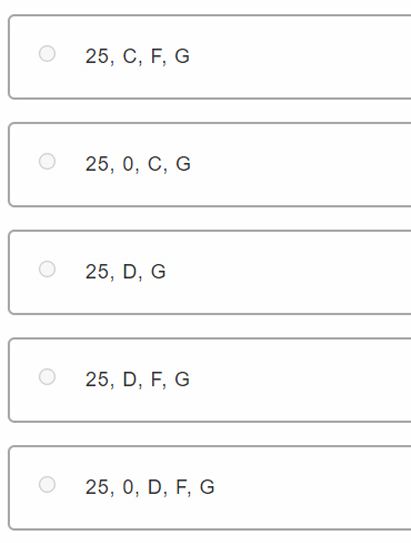 25, C, F, G
25, 0, C, G
25, D, G
25, D, F, G
25, 0, D, F, G